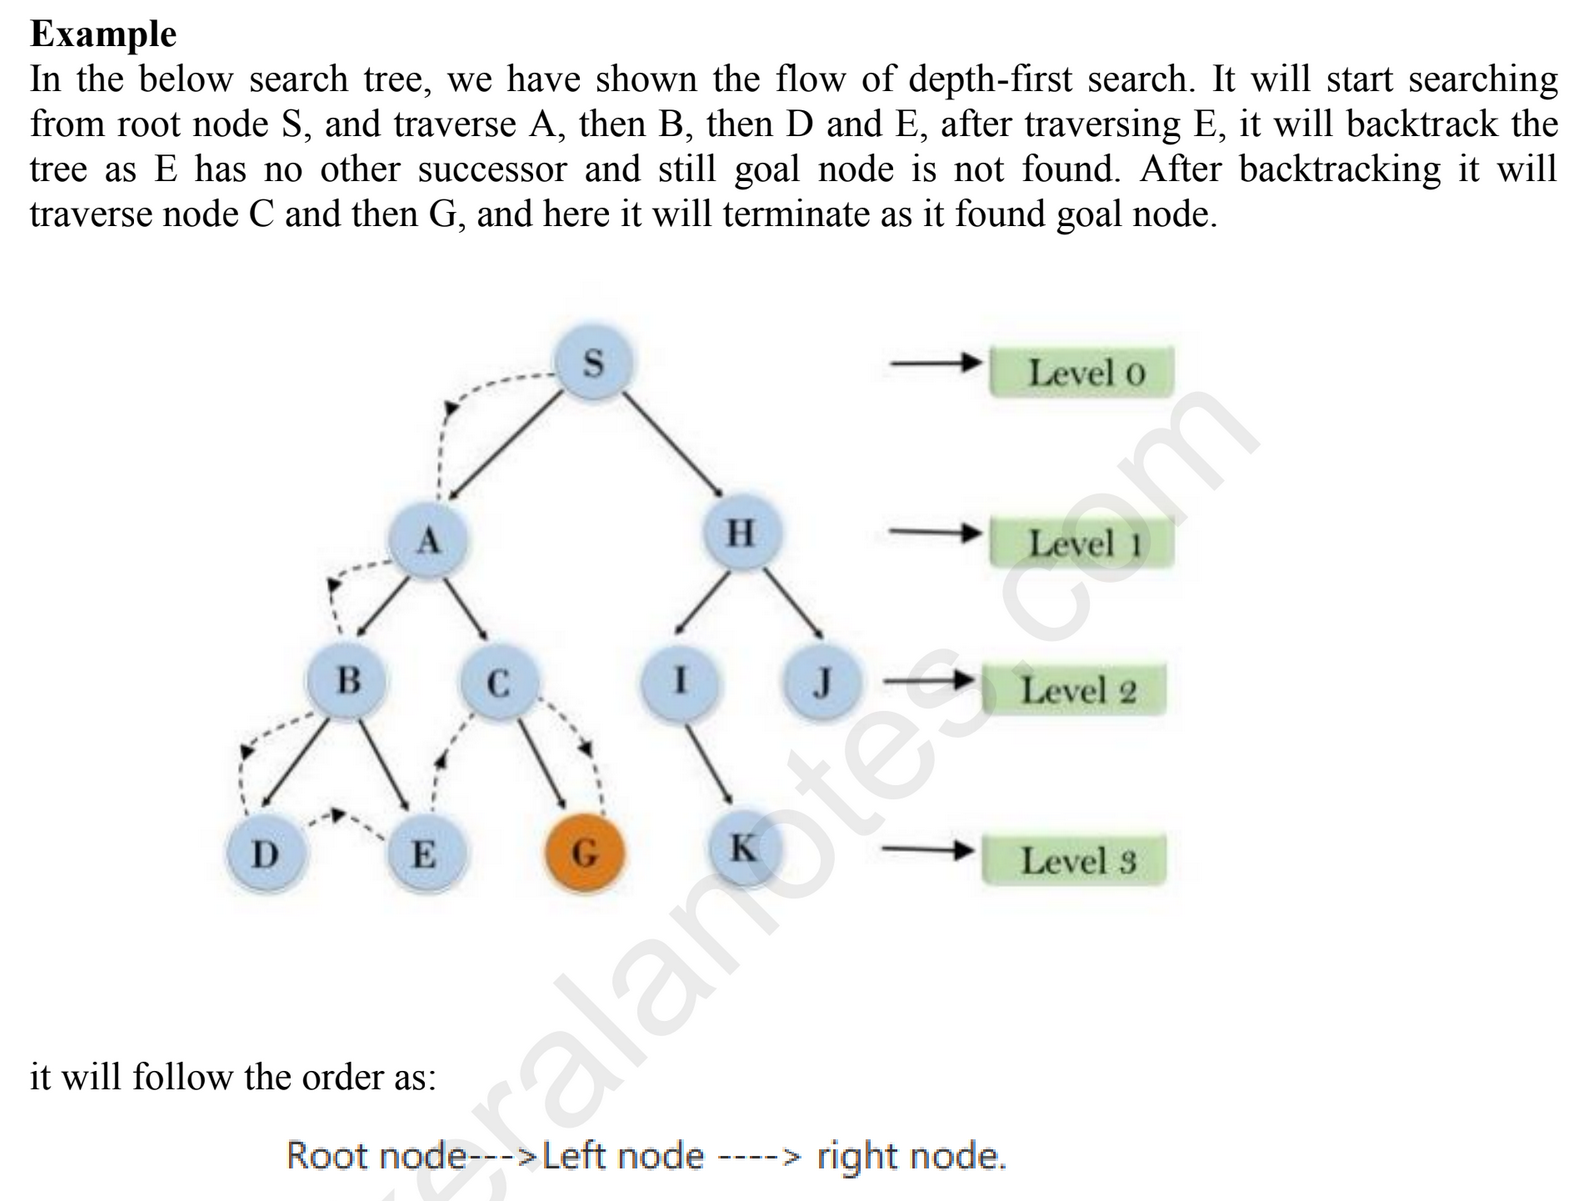 Example
In the below search tree, we have shown the flow of depth-first search. It will start searching
from root node S, and traverse A, then B, then D and E, after traversing E, it will backtrack the
tree as E has no other successor and still goal node is not found. After backtracking it will
traverse node C and then G, and here it will terminate as it found goal node.
S
Level 0
A
H
Level 1
B
C
I
J
Level 2
D
E
G
K
Level 3
it will follow the order as:
Root node--->Left node ----> right node.
eralanotes.com